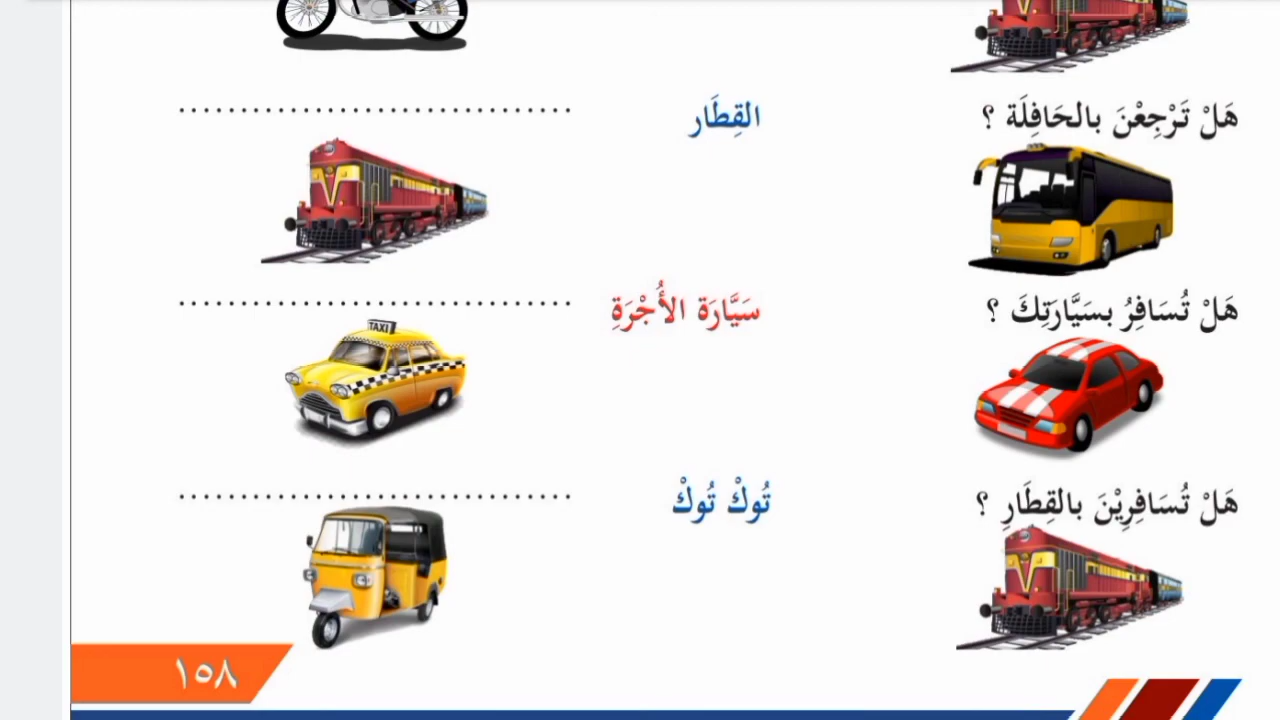 هَلْ تَرْجِعْنَ بالحَافِلَة ؟ القِطَار ......................................
هَلْ تُسَافِرُ بسَيَّارَتِكَ ؟ سَيَّارَة الأُجْرَةِ ......................................
TAXI
هَلْ تُسَافِرِيْنَ بالقِطَارِ ؟ تُوكْ تُوكْ ......................................
١٥٨